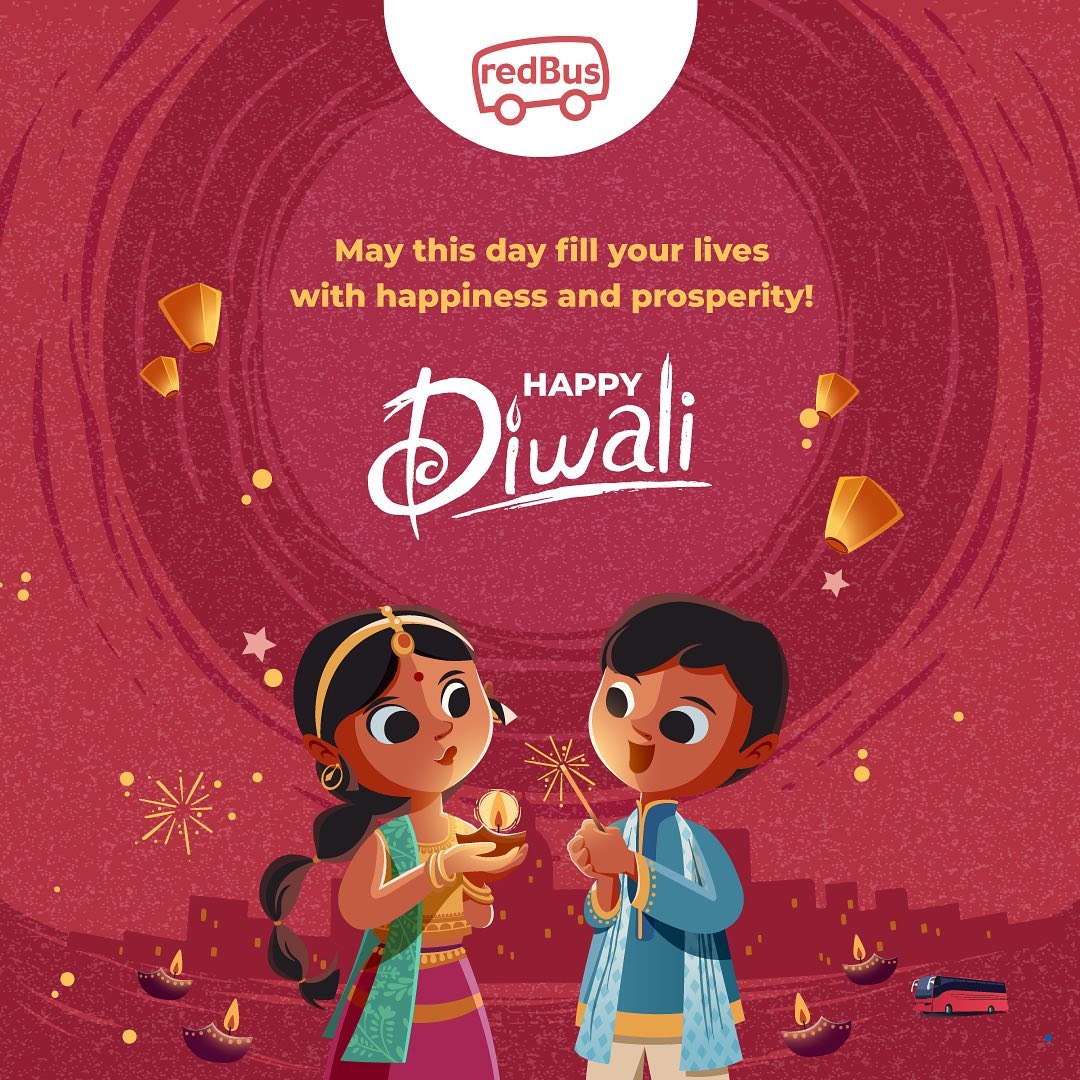 redBus
May this day fill your lives
with happiness and prosperity!
HAPPY
Diwali